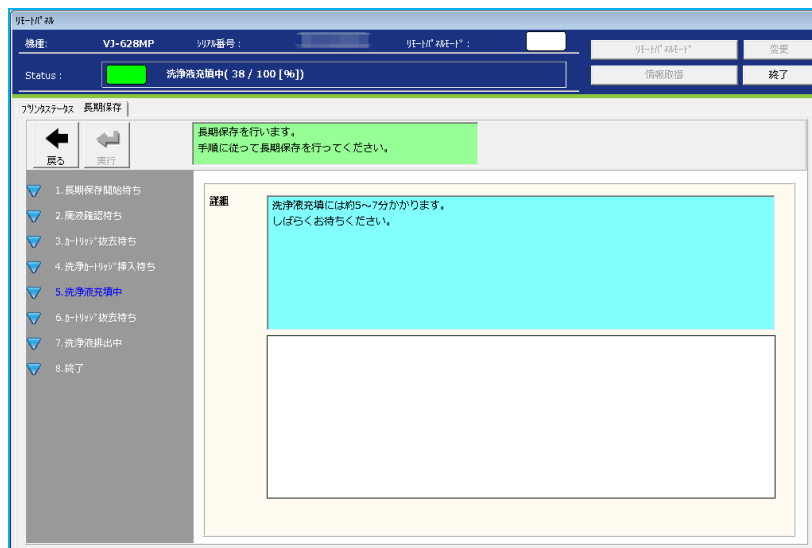 ﾘﾓｰﾄﾊﾟﾈﾙ
機種: VJ-628MP ｼﾘｱﾙ番号： ﾘﾓｰﾄﾊﾟﾈﾙﾓｰﾄﾞ：
ﾘﾓｰﾄﾊﾟﾈﾙﾓｰﾄﾞ 変更
Status： 洗浄液充填中( 38 / 100 [%])
情報取得 終了
ﾌﾟﾘﾝﾀｽﾃｰﾀｽ 長期保存
戻る 実行
長期保存を行います。
手順に従って長期保存を行ってください。
1.長期保存開始待ち
2.廃液確認待ち
3.ｶｰﾄﾘｯｼﾞ抜去待ち
4.洗浄ｶｰﾄﾘｯｼﾞ挿入待ち
5.洗浄液充填中
6.ｶｰﾄﾘｯｼﾞ抜去待ち
7.洗浄液排出中
8.終了
詳細
洗浄液充填には約5～7分かかります。
しばらくお待ちください。